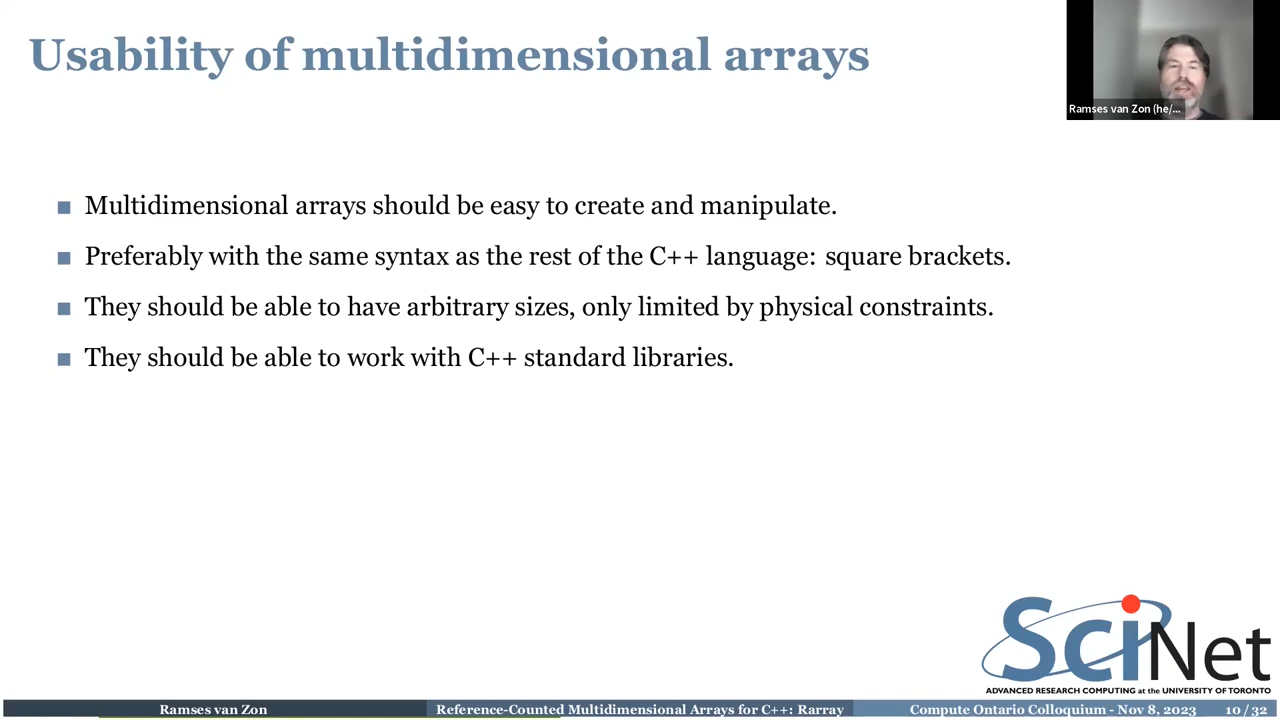 Usability of multidimensional arrays
Ramses van Zon (he/...
Multidimensional arrays should be easy to create and manipulate.
Preferably with the same syntax as the rest of the C++ language: square brackets.
They should be able to have arbitrary sizes, only limited by physical constraints.
They should be able to work with C++ standard libraries.
SciNet
ADVANCED RESEARCH COMPUTING at the UNIVERSITY OF TORONTO
Ramses van Zon Reference-Counted Multidimensional Arrays for C++: Rarray Compute Ontario Colloquium - Nov 8, 2023 10 / 32